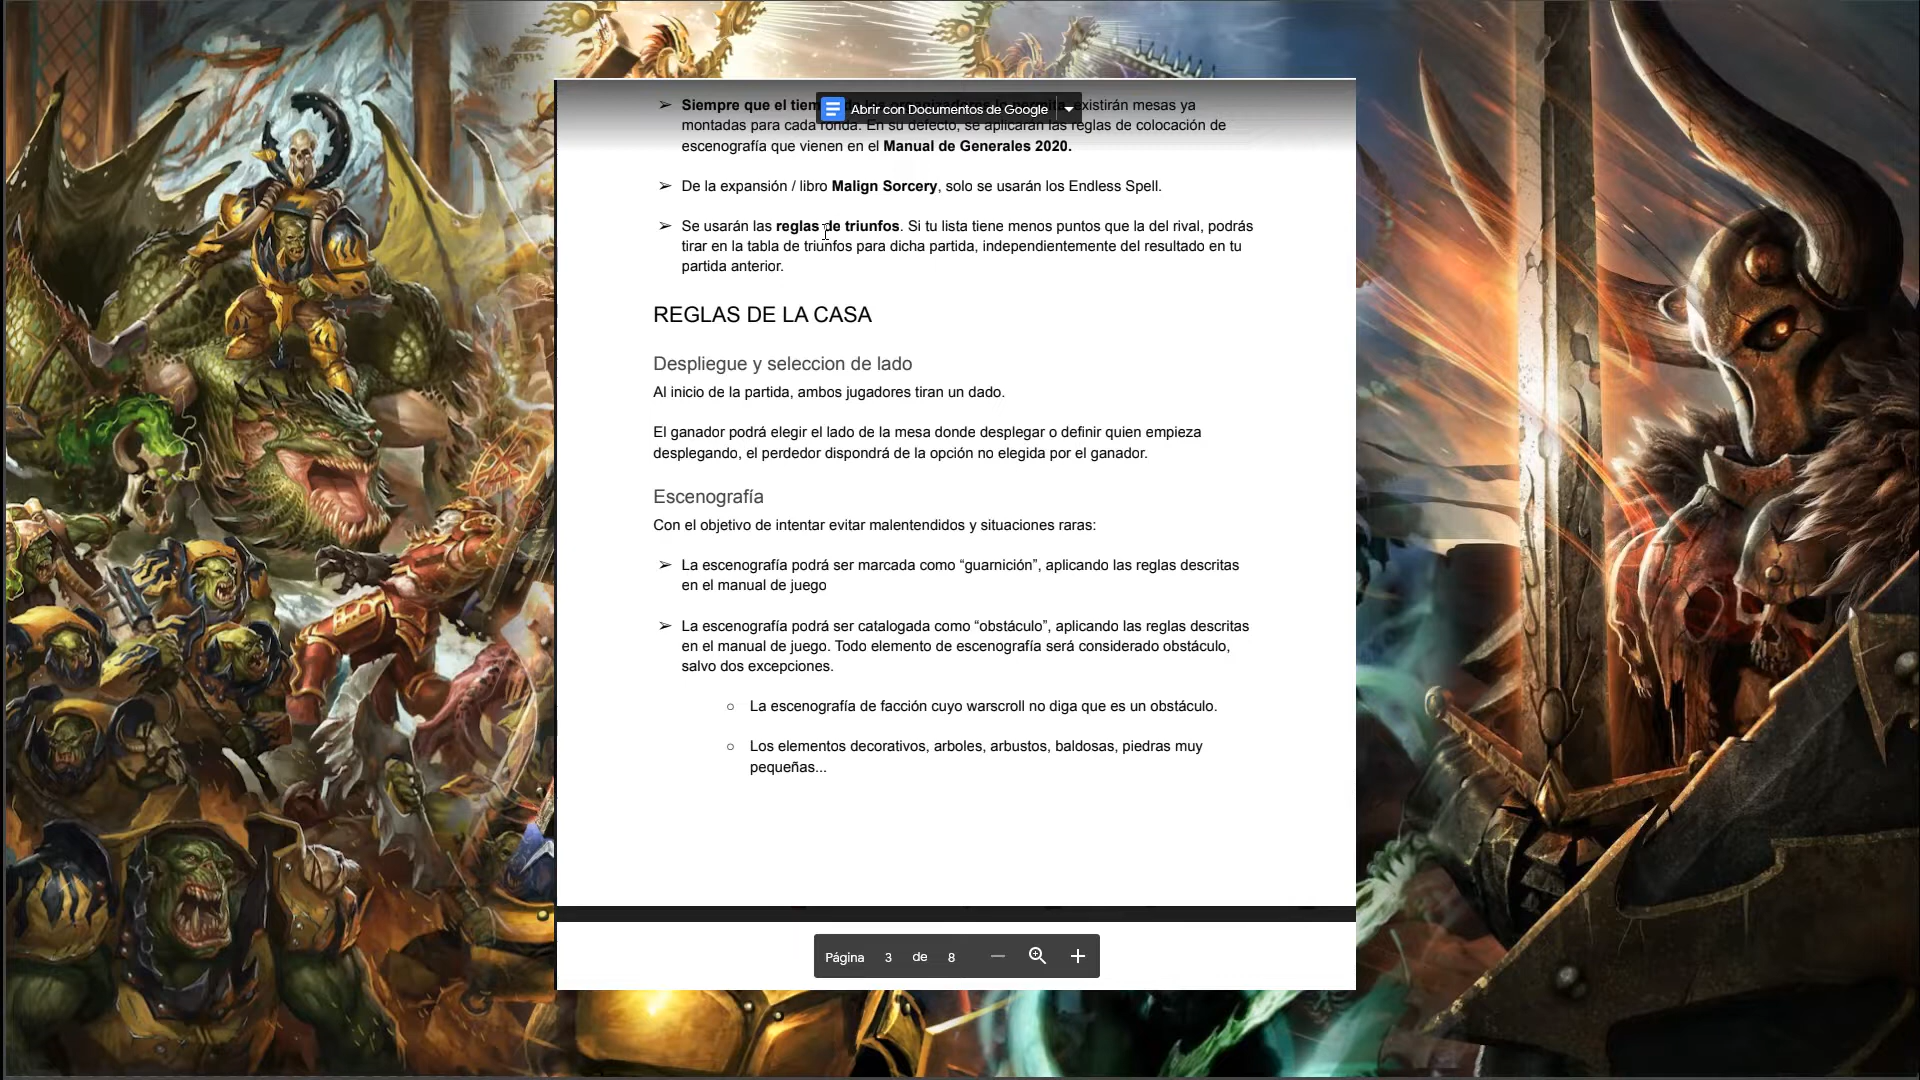 ➢ Siempre que el tiem existirán mesas ya
montadas para cada ronda. En su defecto, se aplicarán las reglas de colocación de
escenografía que vienen en el Manual de Generales 2020.
Abrir con Documentos de Google
➢ De la expansión / libro Malign Sorcery, solo se usarán los Endless Spell.
➢ Se usarán las reglas de triunfos. Si tu lista tiene menos puntos que la del rival, podrás
tirar en la tabla de triunfos para dicha partida, independientemente del resultado en tu
partida anterior.
REGLAS DE LA CASA
Despliegue y seleccion de lado
Al inicio de la partida, ambos jugadores tiran un dado.
El ganador podrá elegir el lado de la mesa donde desplegar o definir quien empieza
desplegando, el perdedor dispondrá de la opción no elegida por el ganador.
Escenografía
Con el objetivo de intentar evitar malentendidos y situaciones raras:
➢ La escenografía podrá ser marcada como “guarnición”, aplicando las reglas descritas
en el manual de juego
➢ La escenografía podrá ser catalogada como “obstáculo”, aplicando las reglas descritas
en el manual de juego. Todo elemento de escenografía será considerado obstáculo,
salvo dos excepciones.
○ La escenografía de facción cuyo warscroll no diga que es un obstáculo.
○ Los elementos decorativos, arboles, arbustos, baldosas, piedras muy
pequeñas...
Página 3 de 8